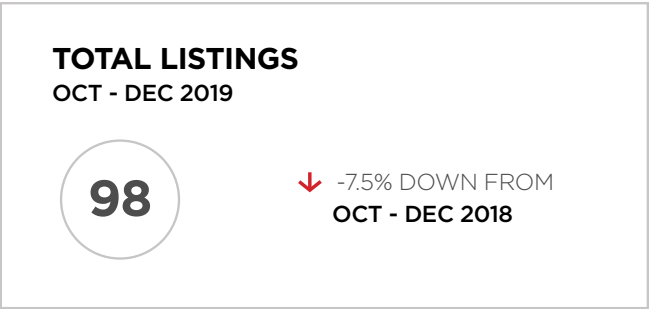 TOTAL LISTINGS
OCT - DEC 2019
98
-7.5% DOWN FROM
OCT - DEC 2018